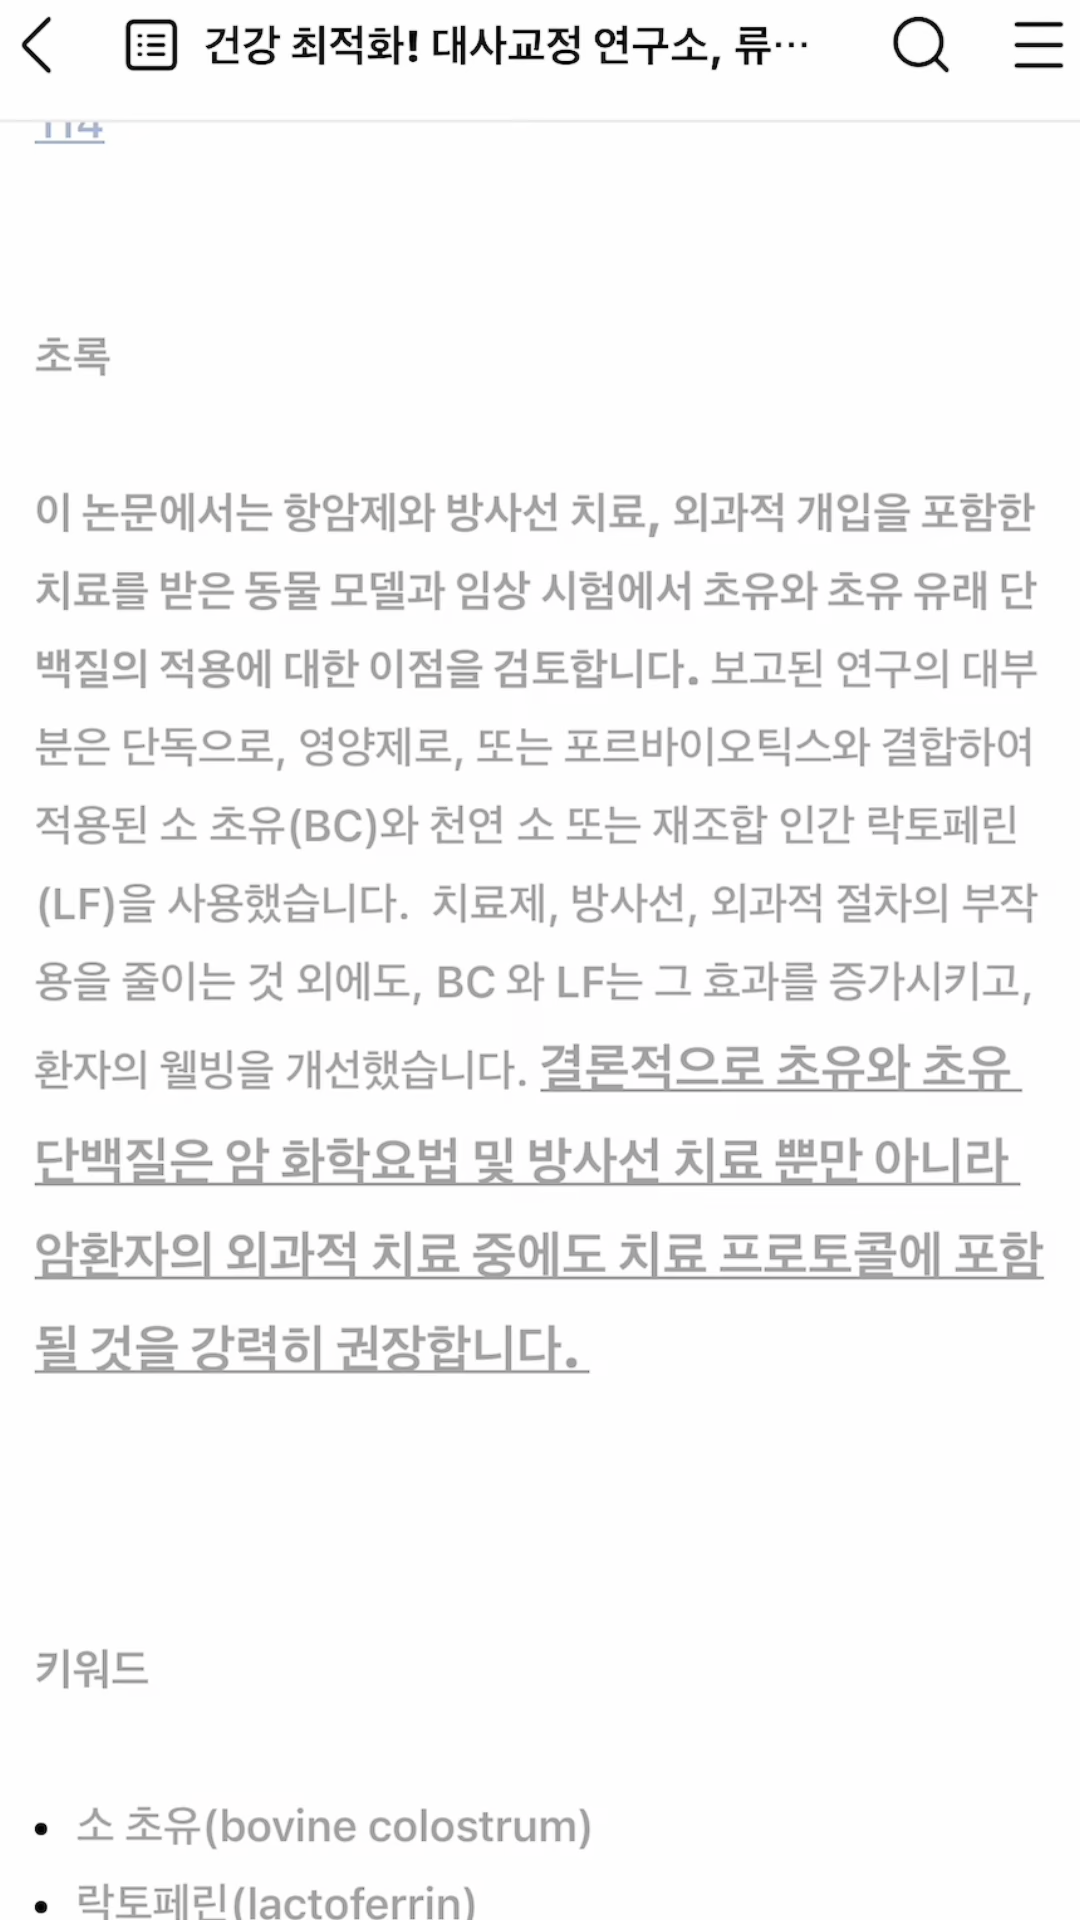 건강 최적화! 대사교정 연구소, 류…
114
초록
이 논문에서는 항암제와 방사선 치료, 외과적 개입을 포함한
치료를 받은 동물 모델과 임상 시험에서 초유와 초유 유래 단
백질의 적용에 대한 이점을 검토합니다. 보고된 연구의 대부
분은 단독으로, 영양제로, 또는 포르바이오틱스와 결합하여
적용된 소 초유(BC)와 천연 소 또는 재조합 인간 락토페린
(LF)을 사용했습니다. 치료제, 방사선, 외과적 절차의 부작
용을 줄이는 것 외에도, BC 와 LF는 그 효과를 증가시키고,
환자의 웰빙을 개선했습니다. 결론적으로 초유와 초유
단백질은 암 화학요법 및 방사선 치료 뿐만 아니라
암환자의 외과적 치료 중에도 치료 프로토콜에 포함
될 것을 강력히 권장합니다.
키워드
• 소 초유(bovine colostrum)
• 락토페린(lactoferrin)